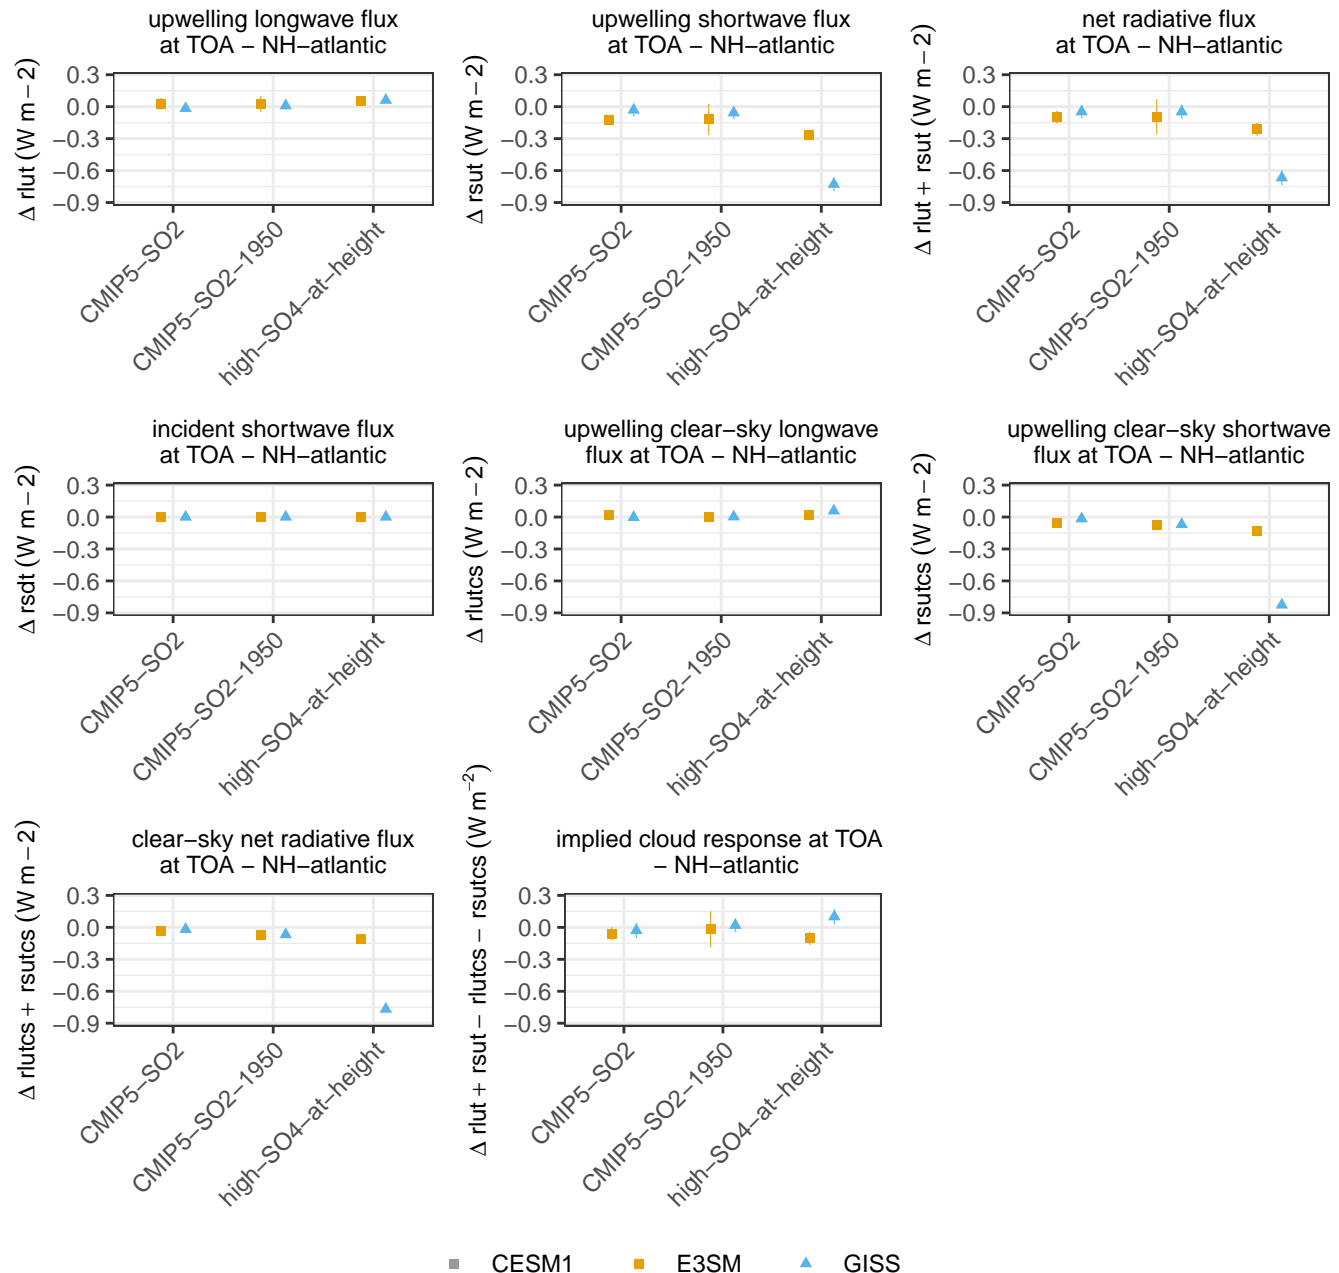 upwelling longwave flux
at TOA − NH−atlantic
Δ rlut (W m − 2)
0.3
0.0
−0.3
−0.6
−0.9
CMIP5−SO2
CMIP5−SO2−1950
high−SO4−at−height
upwelling shortwave flux
at TOA − NH−atlantic
Δ rsut (W m − 2)
0.3
0.0
−0.3
−0.6
−0.9
CMIP5−SO2
CMIP5−SO2−1950
high−SO4−at−height
net radiative flux
at TOA − NH−atlantic
Δ rlut + rsut (W m − 2)
0.3
0.0
−0.3
−0.6
−0.9
CMIP5−SO2
CMIP5−SO2−1950
high−SO4−at−height
incident shortwave flux
at TOA − NH−atlantic
Δ rsdt (W m − 2)
0.3
0.0
−0.3
−0.6
−0.9
CMIP5−SO2
CMIP5−SO2−1950
high−SO4−at−height
upwelling clear−sky longwave
flux at TOA − NH−atlantic
Δ rlutcs (W m − 2)
0.3
0.0
−0.3
−0.6
−0.9
CMIP5−SO2
CMIP5−SO2−1950
high−SO4−at−height
upwelling clear−sky shortwave
flux at TOA − NH−atlantic
Δ rsutcs (W m − 2)
0.3
0.0
−0.3
−0.6
−0.9
CMIP5−SO2
CMIP5−SO2−1950
high−SO4−at−height
clear−sky net radiative flux
at TOA − NH−atlantic
Δ rlutcs + rsutcs (W m − 2)
0.3
0.0
−0.3
−0.6
−0.9
CMIP5−SO2
CMIP5−SO2−1950
high−SO4−at−height
implied cloud response at TOA
− NH−atlantic
Δ rlut + rsut − rlutcs − rsutcs (W m⁻²)
0.3
0.0
−0.3
−0.6
−0.9
CMIP5−SO2
CMIP5−SO2−1950
high−SO4−at−height
CESM1 E3SM GISS